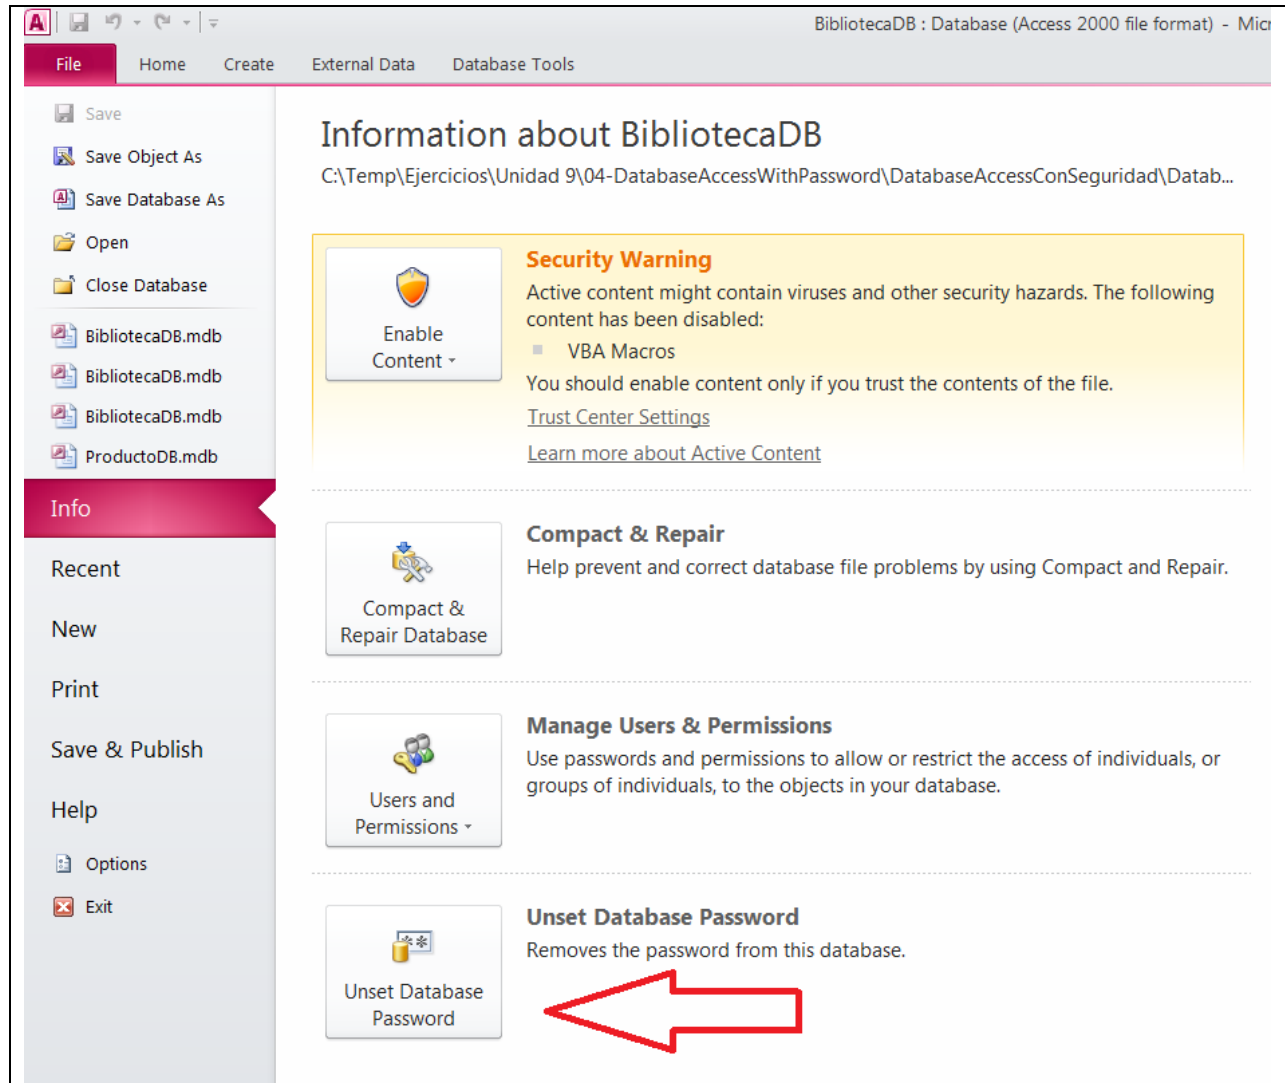 BibliotecaDB : Database (Access 2000 file format) - Micr
File Home Create External Data Database Tools
Save
Save Object As
Save Database As
Open
Close Database
BibliotecaDB.mdb
BibliotecaDB.mdb
BibliotecaDB.mdb
ProductoDB.mdb
Info
Recent
New
Print
Save & Publish
Help
Options
Exit
Information about BibliotecaDB
C:\Temp\Ejercicios\Unidad 9\04-DatabaseAccessWithPassword\DatabaseAccessConSeguridad\Datab...
Enable
Content
Security Warning
Active content might contain viruses and other security hazards. The following
content has been disabled:
VBA Macros
You should enable content only if you trust the contents of the file.
Trust Center Settings
Learn more about Active Content
Compact &
Repair Database
Compact & Repair
Help prevent and correct database file problems by using Compact and Repair.
Users and
Permissions
Manage Users & Permissions
Use passwords and permissions to allow or restrict the access of individuals, or
groups of individuals, to the objects in your database.
Unset Database
Password
Unset Database Password
Removes the password from this database.